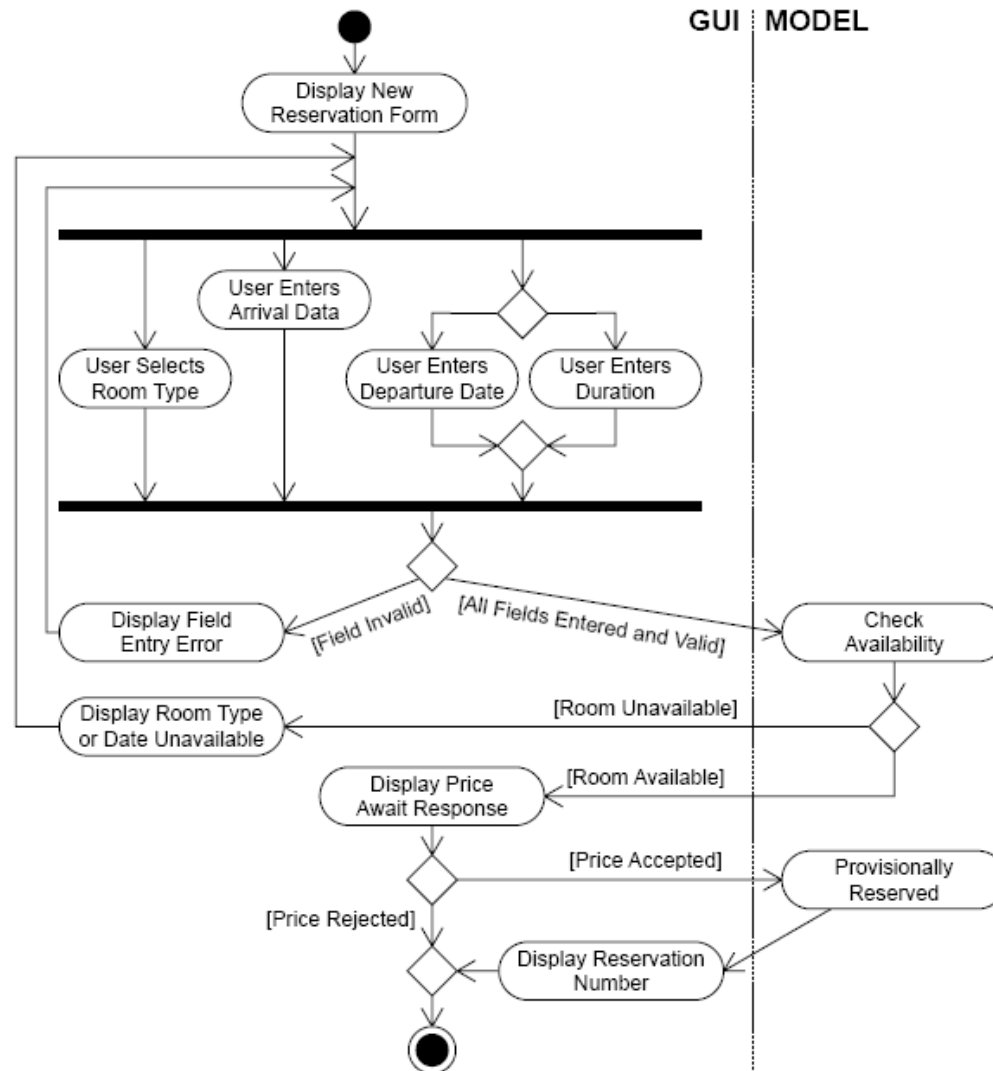 GUI MODEL
Display New
Reservation Form
User Enters
Arrival Data
User Selects
Room Type
User Enters
Departure Date
User Enters
Duration
[Field Invalid]
[All Fields Entered and Valid]
Display Field
Entry Error
Check
Availability
[Room Unavailable]
Display Room Type
or Date Unavailable
[Room Available]
Display Price
Await Response
[Price Accepted]
Provisionally
Reserved
[Price Rejected]
Display Reservation
Number